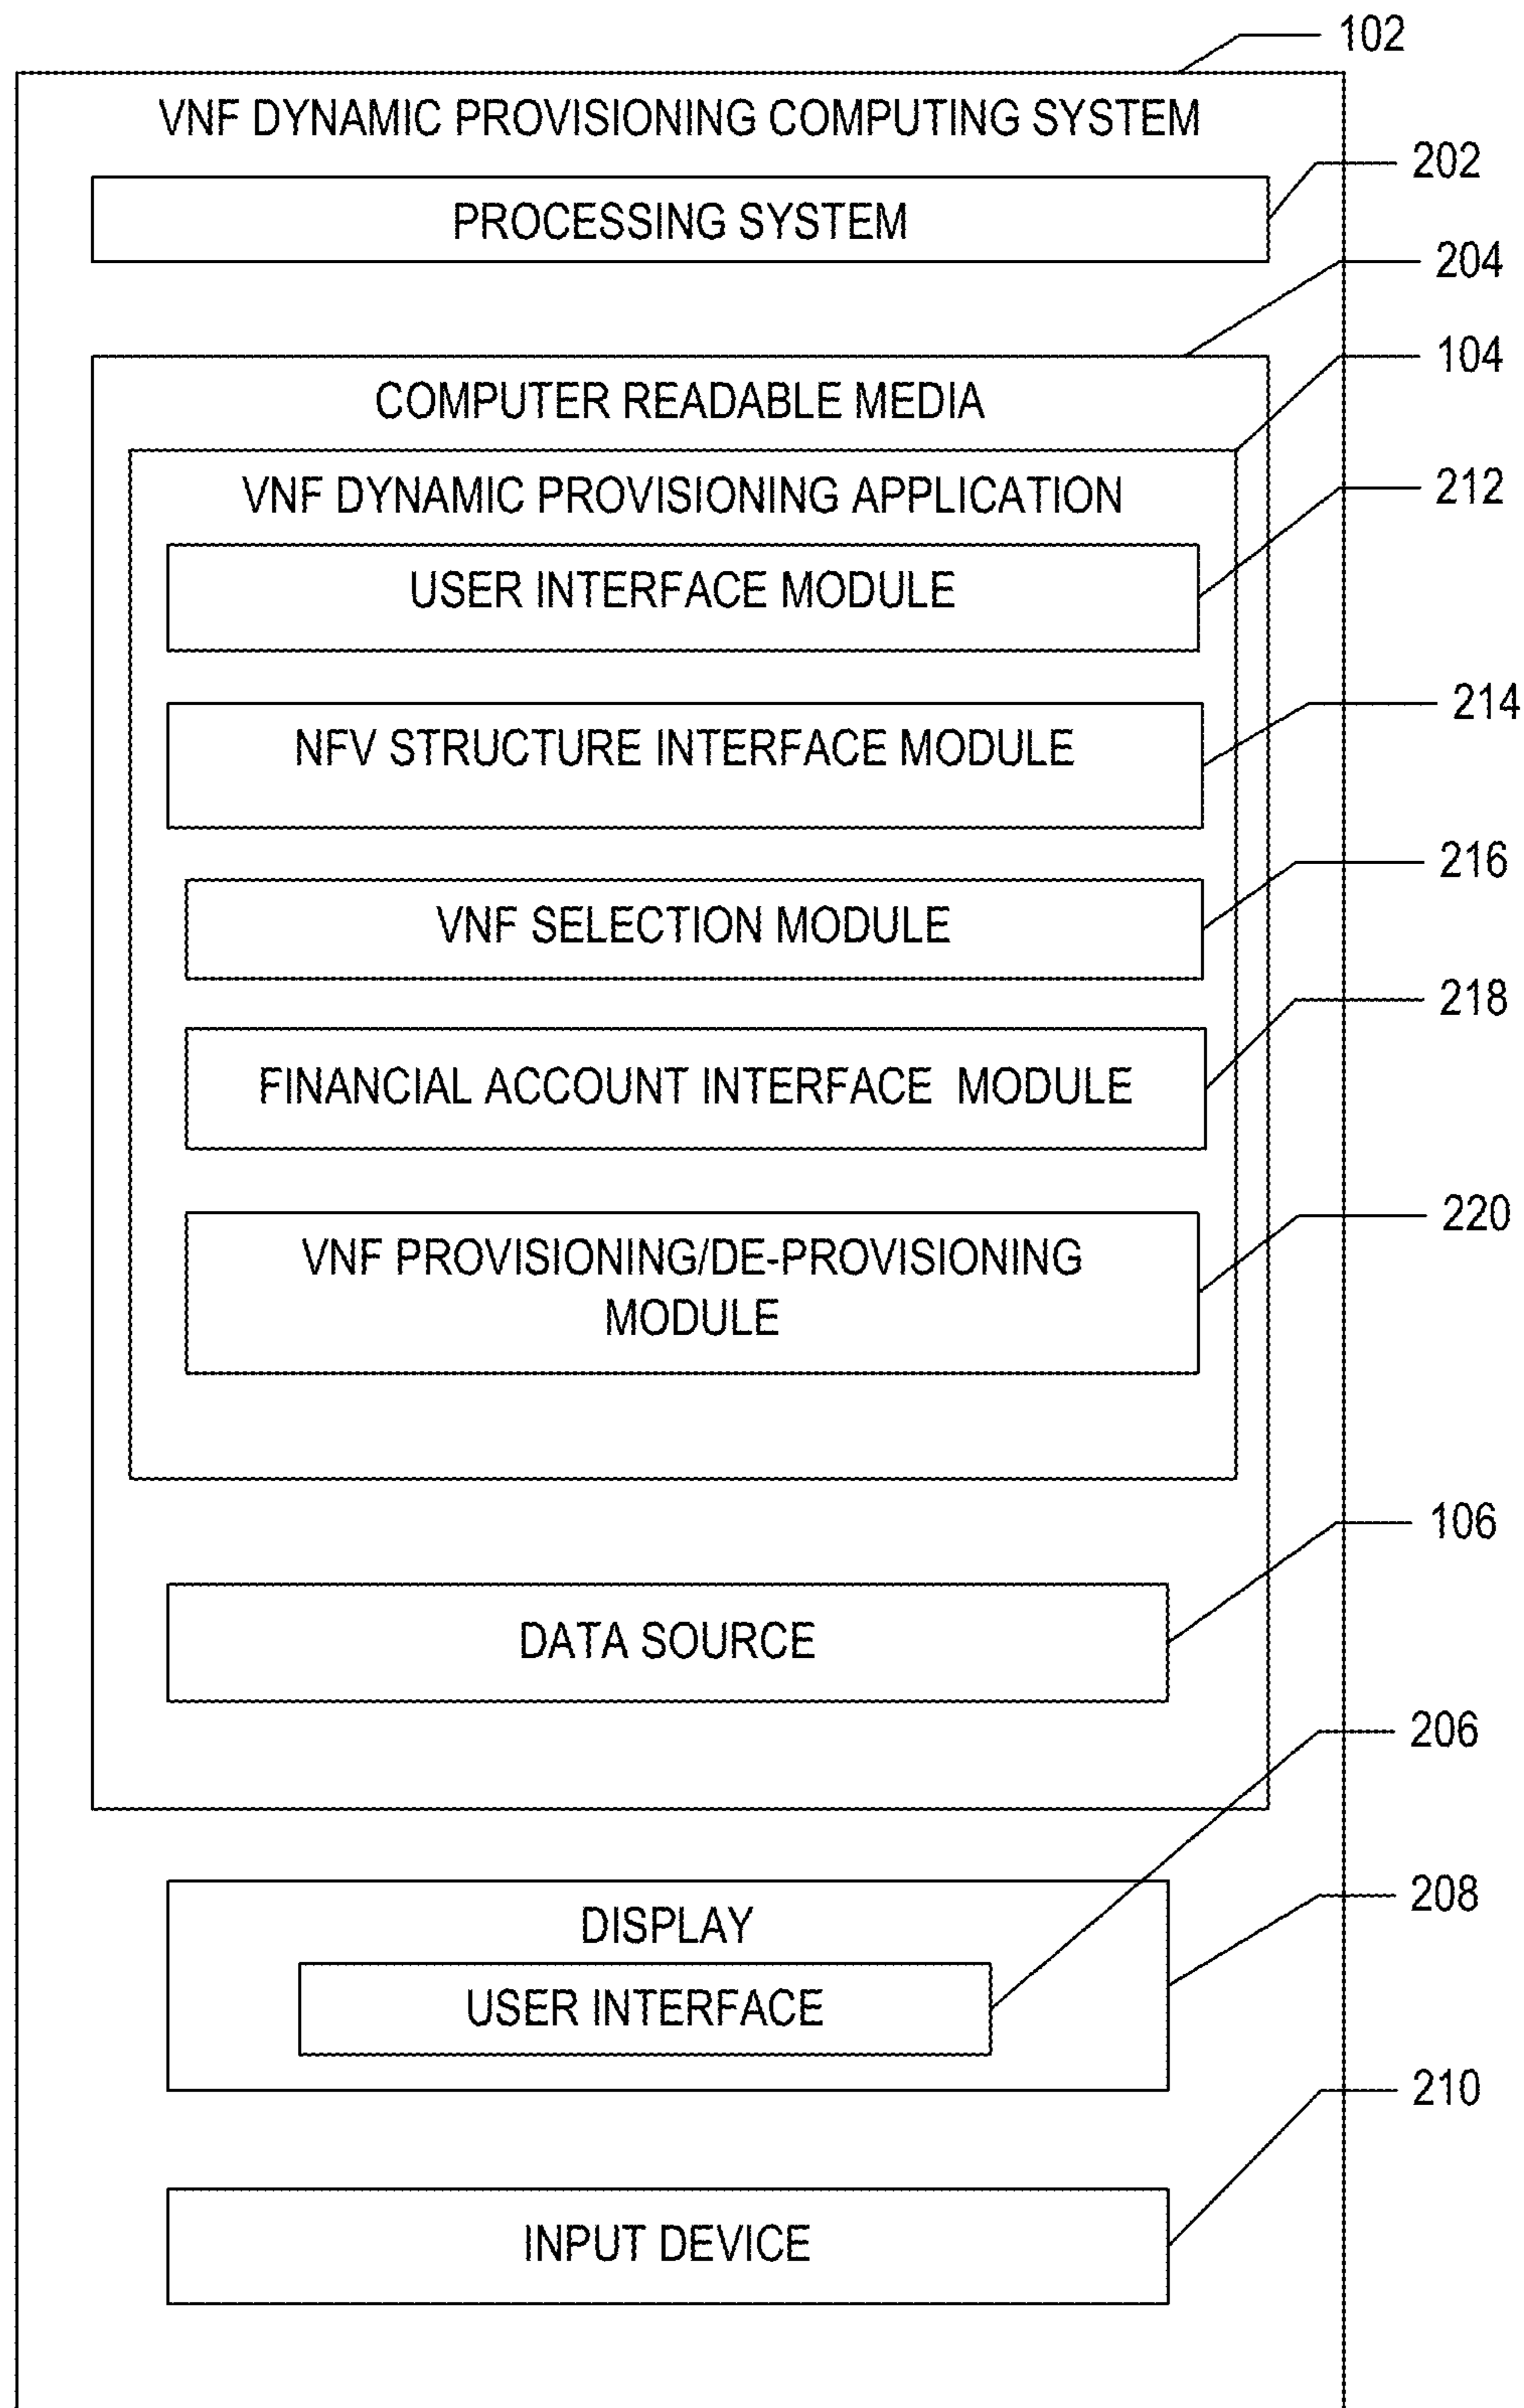 102
VNF DYNAMIC PROVISIONING COMPUTING SYSTEM
202
PROCESSING SYSTEM
204
104
COMPUTER READABLE MEDIA
VNF DYNAMIC PROVISIONING APPLICATION
212
USER INTERFACE MODULE
214
NFV STRUCTURE INTERFACE MODULE
216
VNF SELECTION MODULE
218
FINANCIAL ACCOUNT INTERFACE MODULE
220
VNF PROVISIONING/DE-PROVISIONING
MODULE
106
DATA SOURCE
206
208
DISPLAY
USER INTERFACE
210
INPUT DEVICE